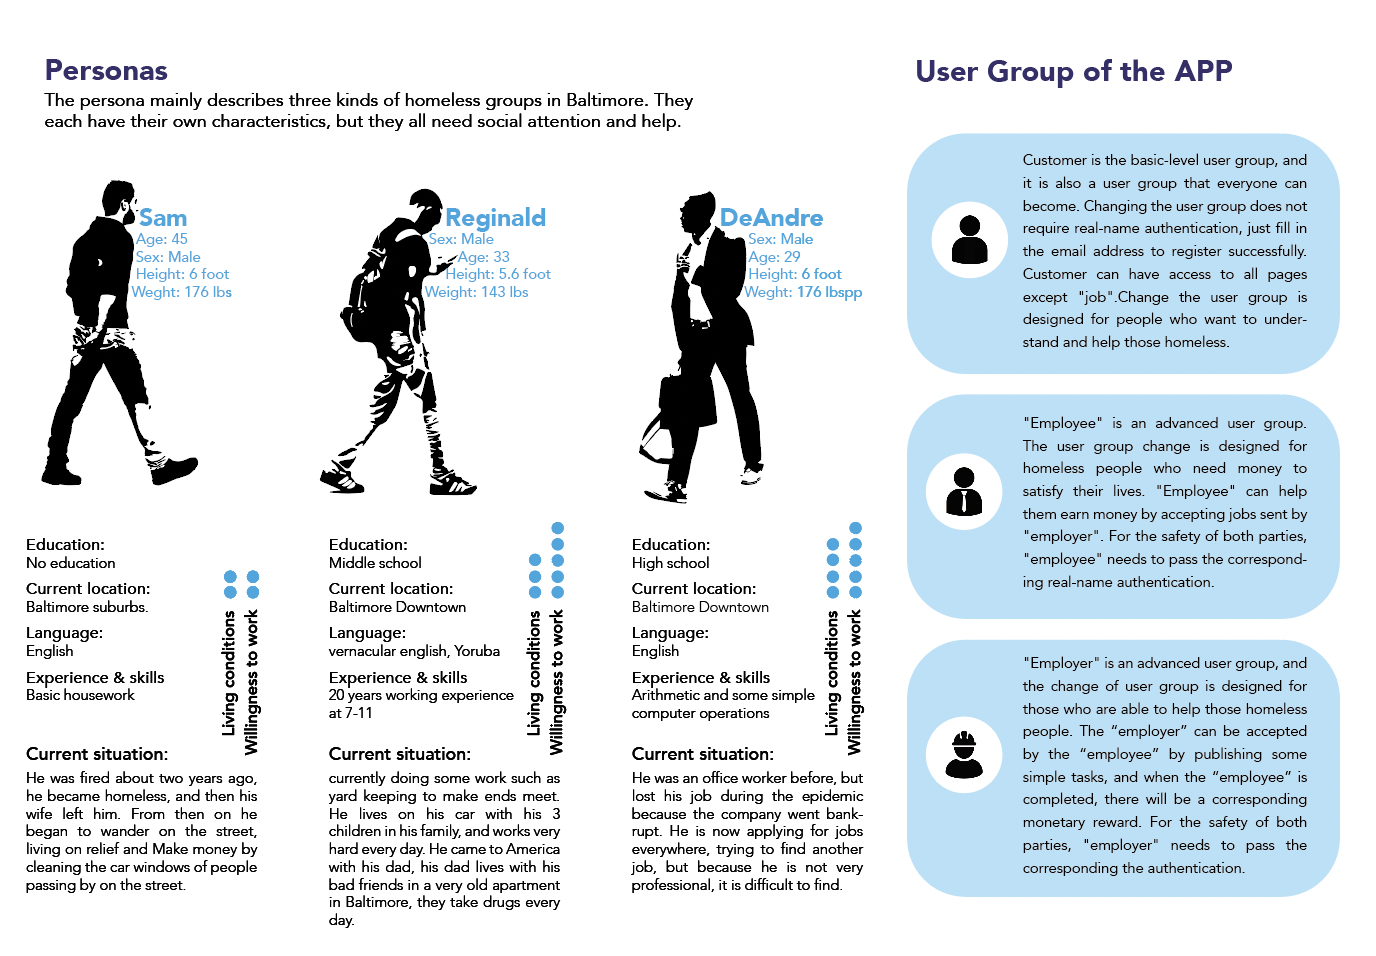 Personas
The persona mainly describes three kinds of homeless groups in Baltimore. They
each have their own characteristics, but they all need social attention and help.
Sam
Age: 45
Sex: Male
Height: 6 foot
Weght: 176 lbs
Education:
No education
Current location:
Baltimore suburbs.
Language:
English
Experience & skills
Basic housework
Living conditions
Willingness to work
Current situation:
He was fired about two years ago,
he became homeless, and then his
wife left him. From then on he
began to wander on the street,
living on relief and Make money by
cleaning the car windows of people
passing by on the street.
Reginald
Sex: Male
Age: 33
Height: 5.6 foot
Weight: 143 lbs
Education:
Middle school
Current location:
Baltimore Downtown
Language:
vernacular english, Yoruba
Experience & skills
20 years working experience
at 7-11
Living conditions
Willingness to work
Current situation:
currently doing some work such as
yard keeping to make ends meet.
He lives on his car with his 3
children in his family, and works very
hard every day. He came to America
with his dad, his dad lives with his
bad friends in a very old apartment
in Baltimore, they take drugs every
day.
DeAndre
Sex: Male
Age: 29
Height: 6 foot
Weght: 176 lbspp
Education:
High school
Current location:
Baltimore Downtown
Language:
English
Experience & skills
Arithmetic and some simple
computer operations
Living conditions
Willingness to work
Current situation:
He was an office worker before, but
lost his job during the epidemic
because the company went bank-
rupt. He is now applying for jobs
everywhere, trying to find another
job, but because he is not very
professional, it is difficult to find.
User Group of the APP
Customer is the basic-level user group, and
it is also a user group that everyone can
become. Changing the user group does not
require real-name authentication, just fill in
the email address to register successfully.
Customer can have access to all pages
except "job".Change the user group is
designed for people who want to under-
stand and help those homeless.
"Employee" is an advanced user group.
The user group change is designed for
homeless people who need money to
satisfy their lives. "Employee" can help
them earn money by accepting jobs sent by
"employer". For the safety of both parties,
"employee" needs to pass the correspond-
ing real-name authentication.
"Employer" is an advanced user group, and
the change of user group is designed for
those who are able to help those homeless
people. The “employer” can be accepted
by the “employee” by publishing some
simple tasks, and when the “employee” is
completed, there will be a corresponding
monetary reward. For the safety of both
parties, "employer" needs to pass the
corresponding the authentication.